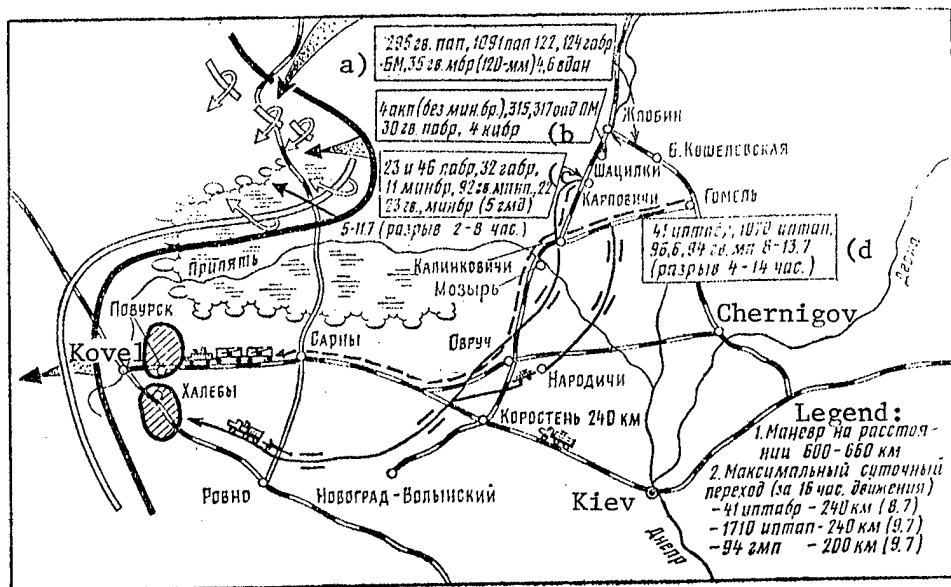 a)
295 гв. пап, 1091 пап 122, 124 габр
БМ, 35 гв. мбр (120-мм) 4,6 вдан
4 акп (без мин. бр.), 315, 317 оад ПМ
30 гв. пабр, 4 кабр
(b
23 и 46 лабр, 32 габр,
11 минбр, 92 гв мпкп, 22
23 гв, минбр (5 гмд)
5-11.7 (разрыв 2-8 час.)
Жлобин
Б. Кошелевская
Шацилки
Карповичи
Гомель
41 иптабр, 1070 иптап,
96, 6, 94 гв. мп 8-13.7
(разрыв 4-14 час.)
(d)
Припять
Калинковичи
Мозырь
Десна
Повурск
Kovel
Сарны
Овруч
Chernigov
Халебы
Народичи
Коростень 240 км
Ровно
Новоград-Волынский
Kiev
Днепр
Legend:
1. Маневр на расстоя-
нии 600-660 км
2. Максимальный суточный
переход (за 16 час. движения)
-41 иптабр -240 км (8.7)
-1710 иптап -240 км (9.7)
-94 гмп - 200 км (9.7)